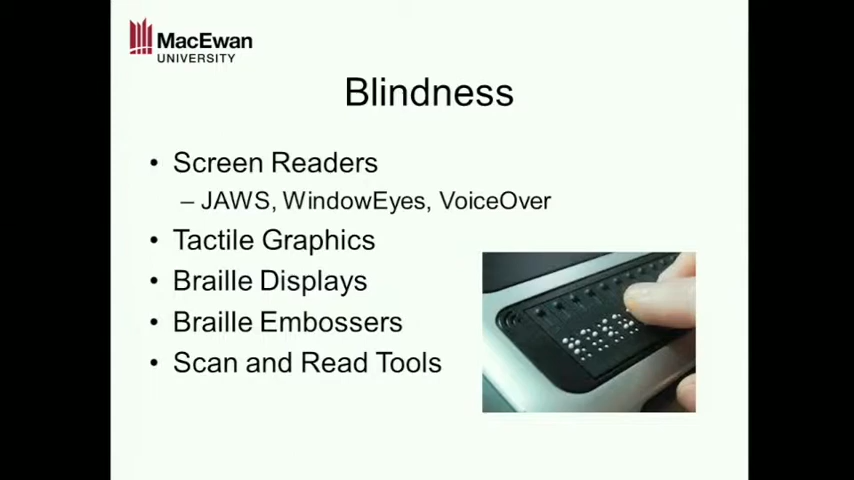 MacEwan
UNIVERSITY
Blindness
• Screen Readers
– JAWS, WindowEyes, VoiceOver
• Tactile Graphics
• Braille Displays
• Braille Embossers
• Scan and Read Tools